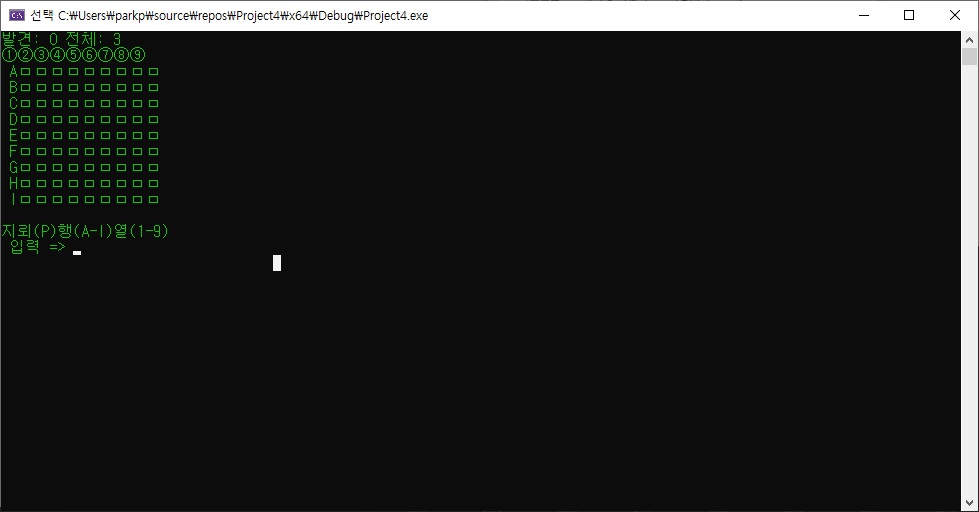 선택 C:₩Users₩parkp₩source₩repos₩Project4₩x64₩Debug₩Project4.exe
발견: 0 전체: 3
①②③④⑤⑥⑦⑧⑨
A□□□□□□□□□
B□□□□□□□□□
C□□□□□□□□□
D□□□□□□□□□
E□□□□□□□□□
F□□□□□□□□□
G□□□□□□□□□
H□□□□□□□□□
I□□□□□□□□□
지뢰(P)행(A-I)열(1-9)
입력 =>